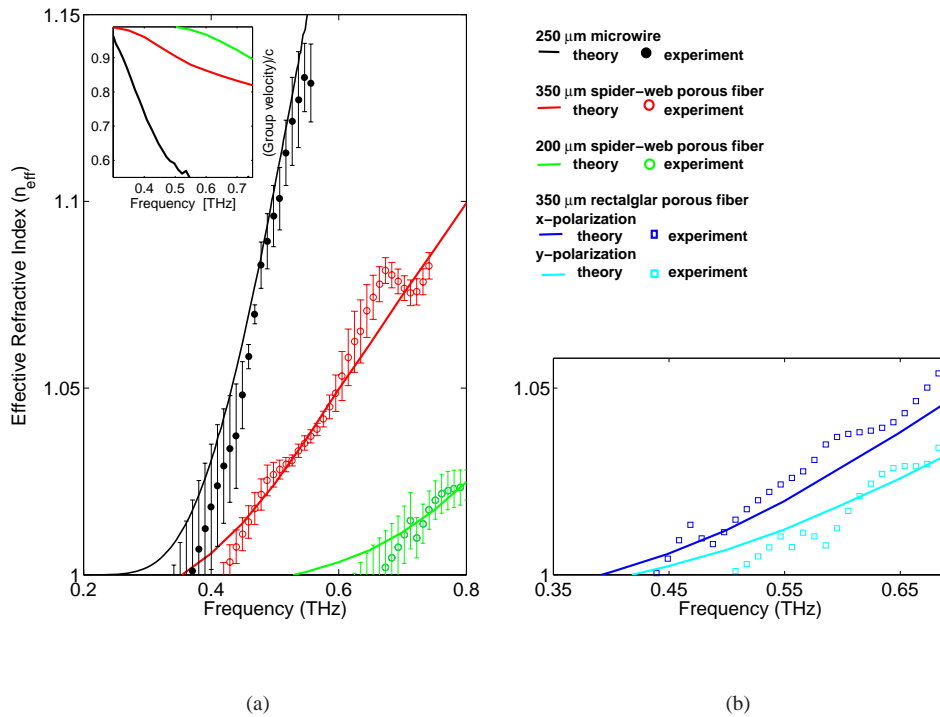 0.9
0.8
0.7
0.6
0.4 0.5 0.6 0.7
Frequency [THz]
(Group velocity)/c
Effective Refractive Index (n_eff)
1.15
1.1
1.05
1
0.2 0.4 0.6 0.8
Frequency (THz)
(a)
250 μm microwire
theory experiment
350 μm spider−web porous fiber
theory experiment
200 μm spider−web porous fiber
theory experiment
350 μm rectalglar porous fiber
x−polarization
theory experiment
y−polarization
theory experiment
1.05
1
0.35 0.45 0.55 0.65
Frequency (THz)
(b)